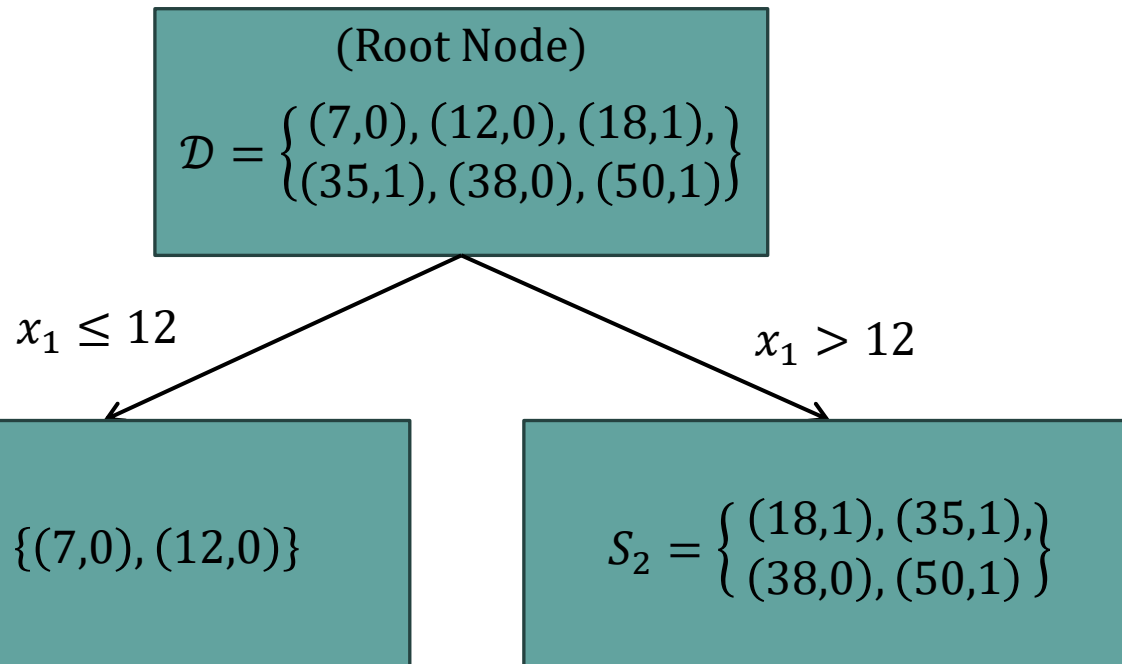 (Root Node)
𝒟 = { (7,0), (12,0), (18,1),
(35,1), (38,0), (50,1) }
x₁ ≤ 12
x₁ > 12
{(7,0), (12,0)}
S₂ = { (18,1), (35,1),
(38,0), (50,1) }